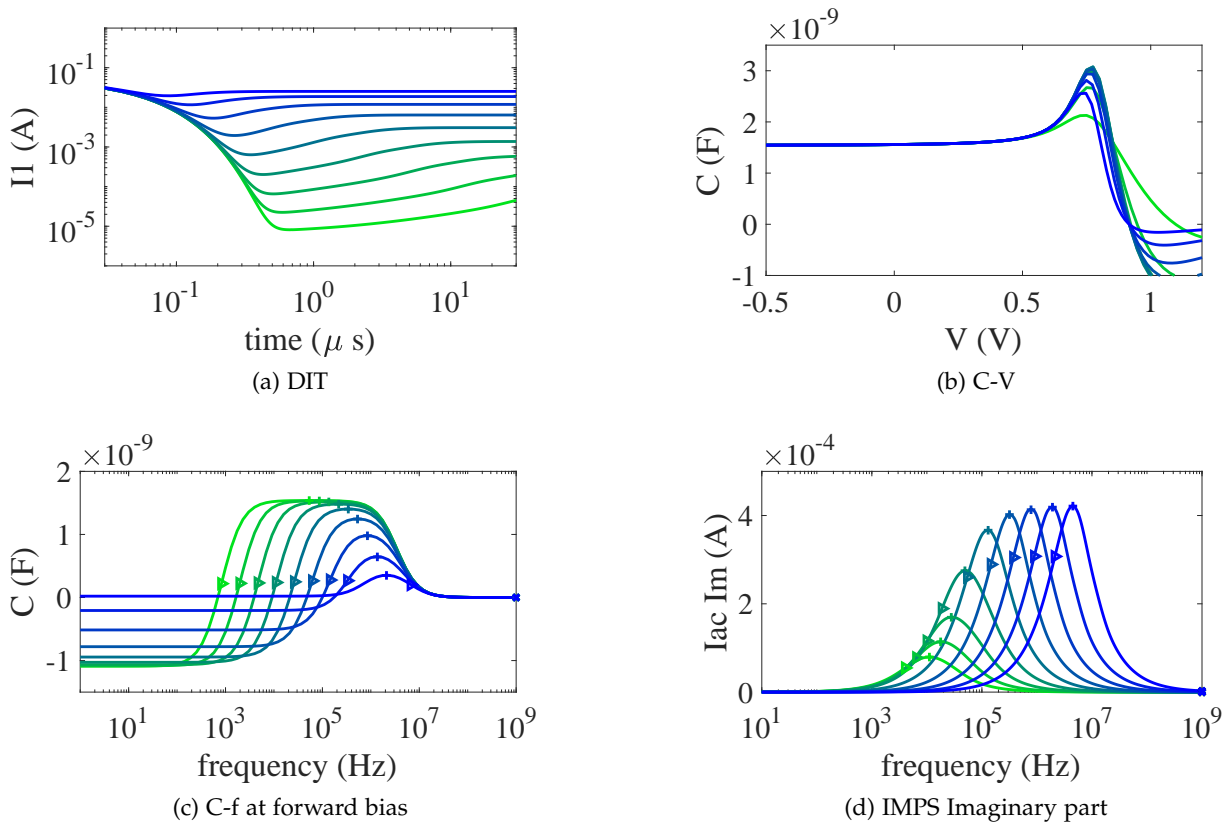 I1 (A)
10^-1
10^-3
10^-5
10^-1
10^0
10^1
time (μ s)
(a) DIT
×10^-9
C (F)
3
2
1
0
-1
-0.5
0
0.5
1
V (V)
(b) C-V
×10^-9
C (F)
2
1
0
-1
10^1
10^3
10^5
10^7
10^9
frequency (Hz)
(c) C-f at forward bias
×10^-4
Iac Im (A)
4
2
0
10^1
10^3
10^5
10^7
10^9
frequency (Hz)
(d) IMPS Imaginary part